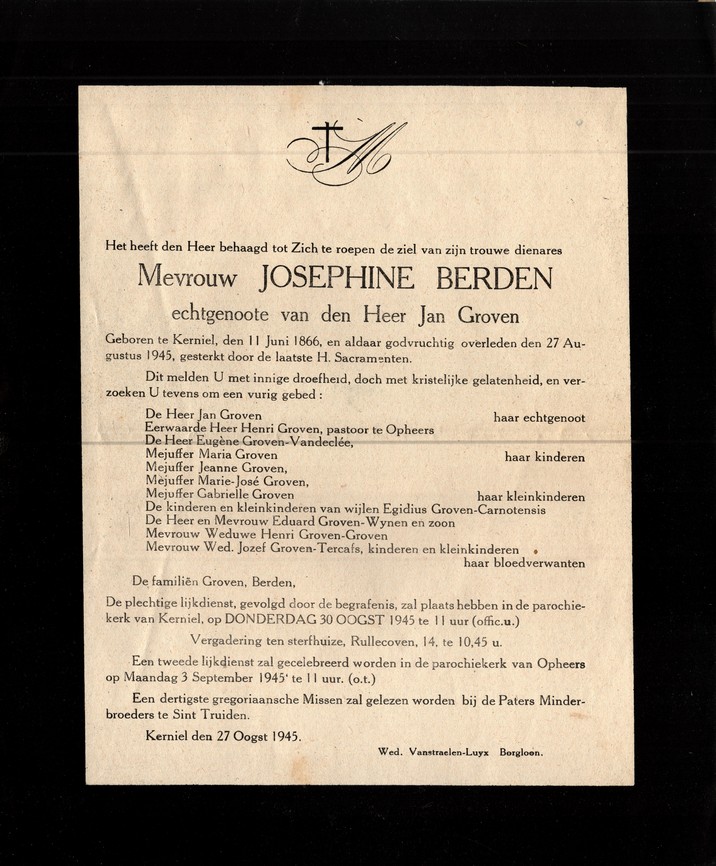 M
Het heeft den Heer behaagd tot Zich te roepen de ziel van zijn trouwe dienares
Mevrouw JOSEPHINE BERDEN
echtgenoote van den Heer Jan Groven
Geboren te Kerniel, den 11 Juni 1866, en aldaar godvruchtig overleden den 27 Au-
gustus 1945, gesterkt door de laatste H. Sacramenten.
Dit melden U met innige droefheid, doch met kristelijke gelatenheid, en ver-
zoeken U tevens om een vurig gebed :
De Heer Jan Groven haar echtgenoot
Eerwaarde Heer Henri Groven, pastoor te Opheers
De Heer Eugène Groven-Vandeclée,
Mejuffer Maria Groven haar kinderen
Mejuffer Jeanne Groven,
Mejuffer Marie-José Groven,
Mejuffer Gabrielle Groven haar kleinkinderen
De kinderen en kleinkinderen van wijlen Egidius Groven-Carnotensis
De Heer en Mevrouw Eduard Groven-Wynen en zoon
Mevrouw Weduwe Henri Groven-Groven
Mevrouw Wed. Jozef Groven-Tercafs, kinderen en kleinkinderen
haar bloedverwanten
De familiën Groven, Berden,
De plechtige lijkdienst, gevolgd door de begrafenis, zal plaats hebben in de parochie-
kerk van Kerniel, op DONDERDAG 30 OOGST 1945 te 11 uur (offic.u.)
Vergadering ten sterfhuize, Rullecoven, 14, te 10,45 u.
Een tweede lijkdienst zal gecelebreerd worden in de parochiekerk van Opheers
op Maandag 3 September 1945 te 11 uur. (o.t.)
Een dertigste gregoriaansche Missen zal gelezen worden bij de Paters Minder-
broeders te Sint Truiden.
Kerniel den 27 Oogst 1945.
Wed. Vanstraelen-Luyx Borgloon.